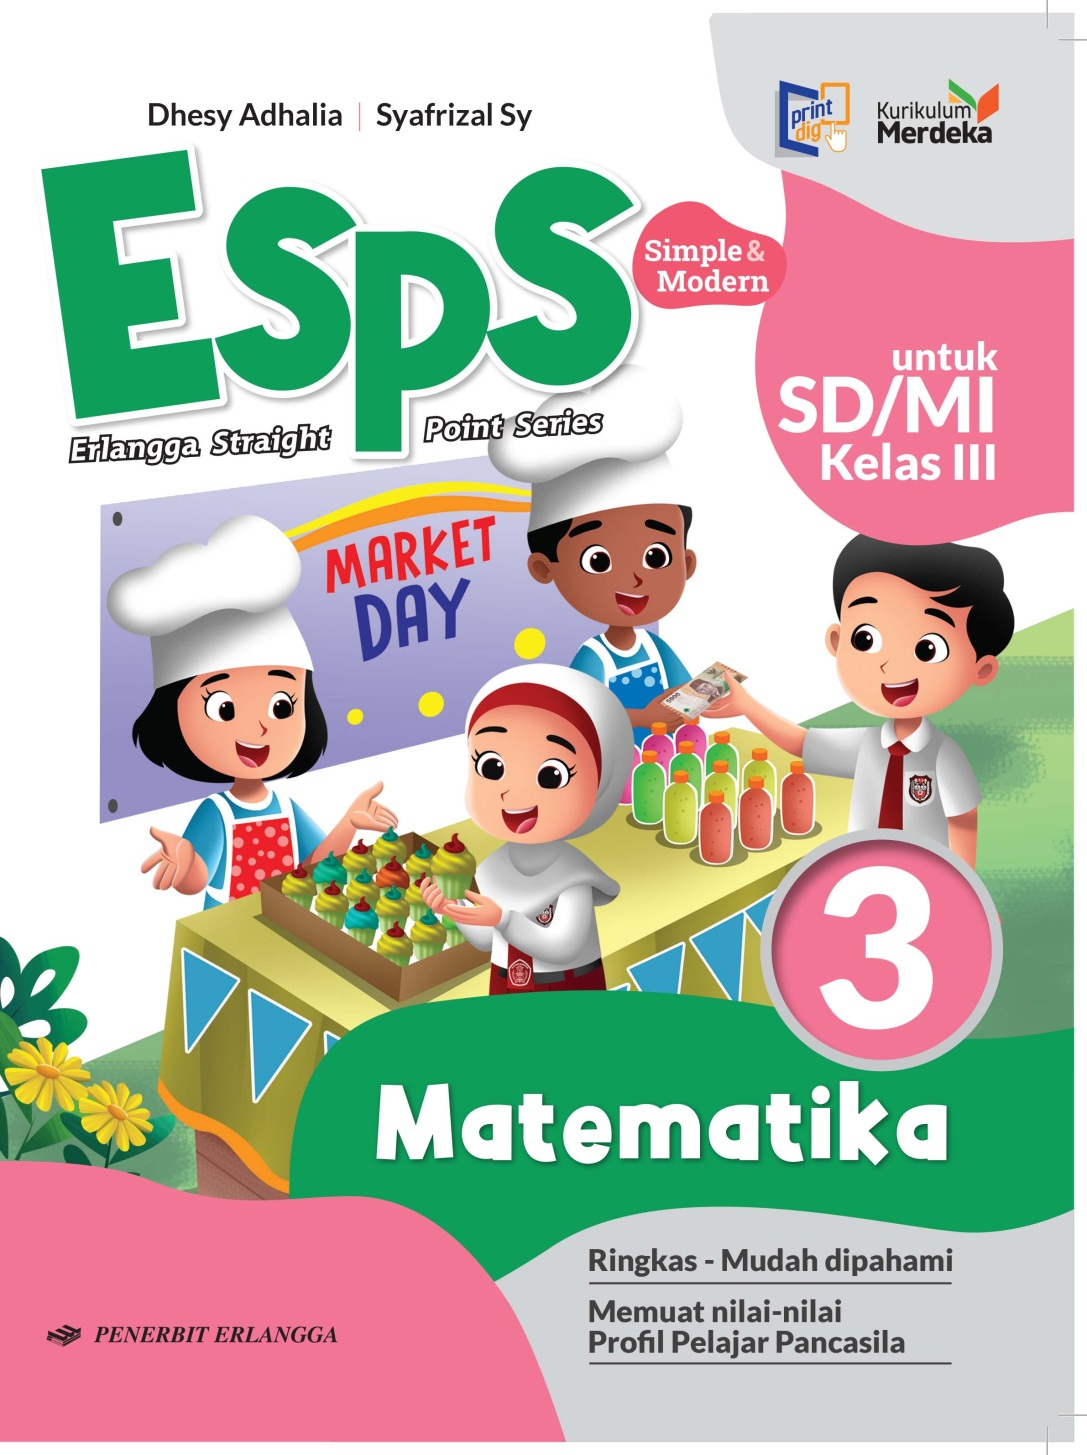 Dhesy Adhalia | Syafrizal Sy
print
dig
Kurikulum
Merdeka
ESPS
Simple &
Modern
Erlangga Straight Point Series
untuk
SD/MI
Kelas III
MARKET
DAY
5000
3
Matematika
Ringkas - Mudah dipahami
Memuat nilai-nilai
Profil Pelajar Pancasila
PENERBIT ERLANGGA